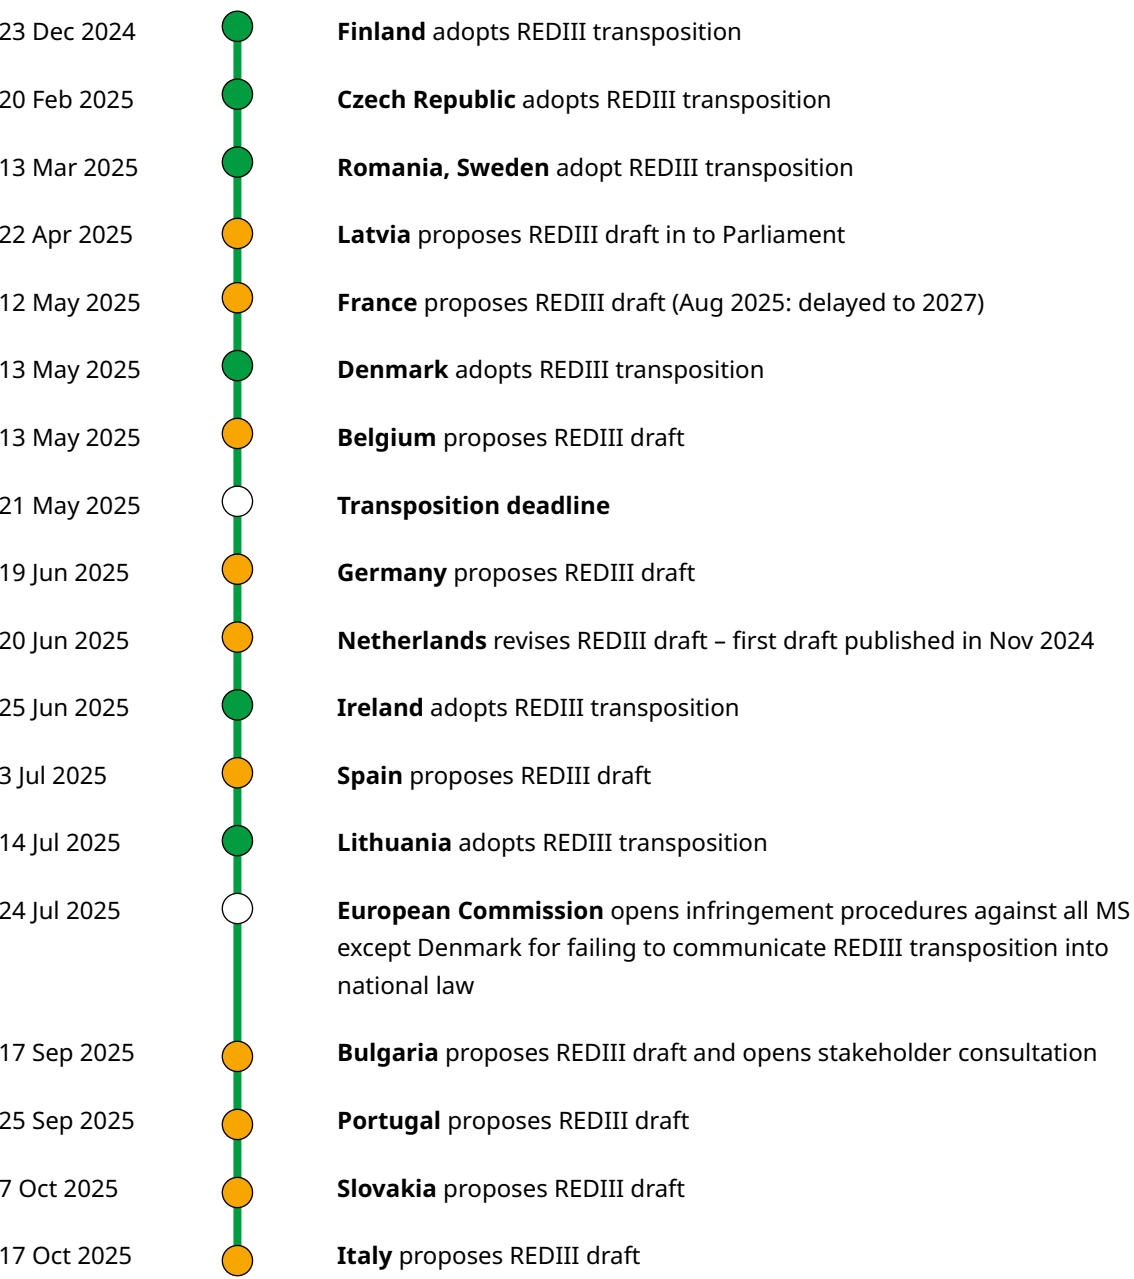 23 Dec 2024 Finland adopts REDIII transposition
20 Feb 2025 Czech Republic adopts REDIII transposition
13 Mar 2025 Romania, Sweden adopt REDIII transposition
22 Apr 2025 Latvia proposes REDIII draft in to Parliament
12 May 2025 France proposes REDIII draft (Aug 2025: delayed to 2027)
13 May 2025 Denmark adopts REDIII transposition
13 May 2025 Belgium proposes REDIII draft
21 May 2025 Transposition deadline
19 Jun 2025 Germany proposes REDIII draft
20 Jun 2025 Netherlands revises REDIII draft – first draft published in Nov 2024
25 Jun 2025 Ireland adopts REDIII transposition
3 Jul 2025 Spain proposes REDIII draft
14 Jul 2025 Lithuania adopts REDIII transposition
24 Jul 2025 European Commission opens infringement procedures against all MS
except Denmark for failing to communicate REDIII transposition into
national law
17 Sep 2025 Bulgaria proposes REDIII draft and opens stakeholder consultation
25 Sep 2025 Portugal proposes REDIII draft
7 Oct 2025 Slovakia proposes REDIII draft
17 Oct 2025 Italy proposes REDIII draft